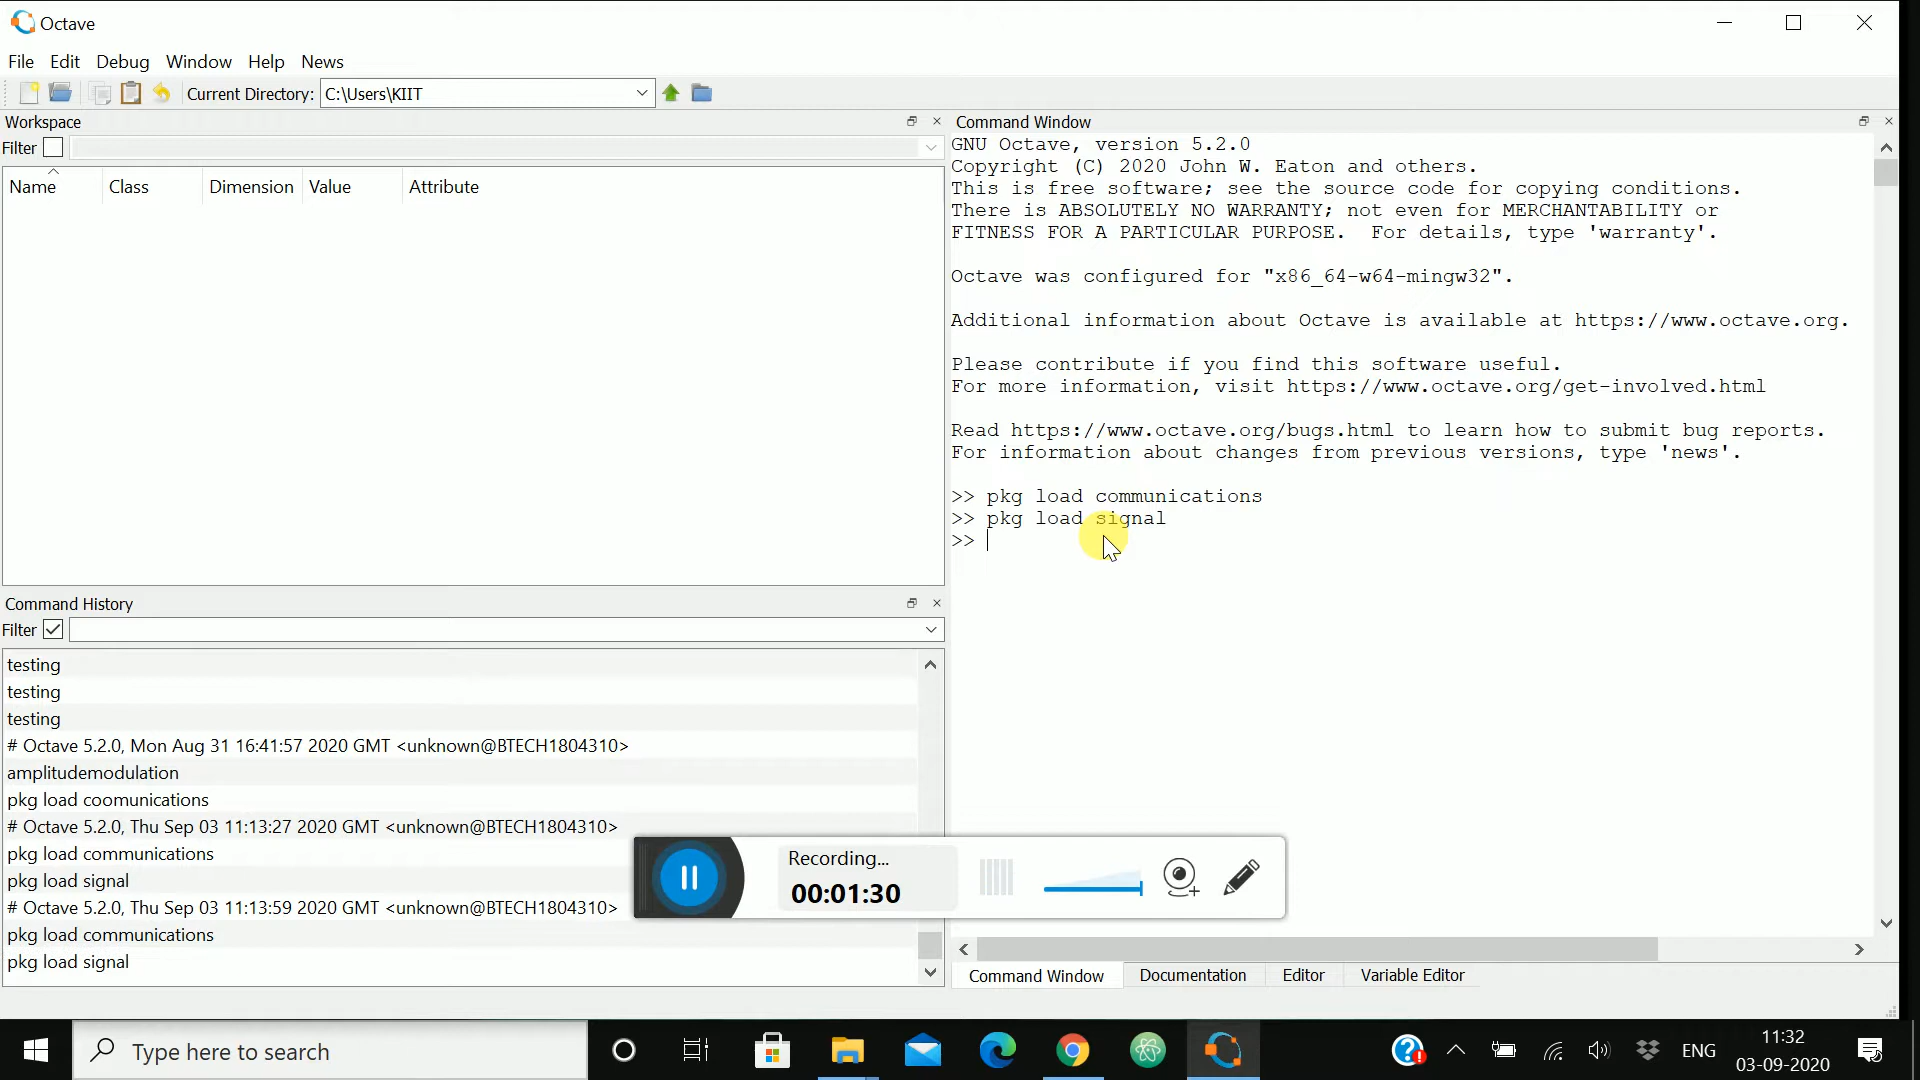 Octave
File Edit Debug Window Help News
Current Directory: C:\Users\KIIT
Workspace
Filter
Name Class Dimension Value Attribute
Command History
Filter
testing
testing
testing
# Octave 5.2.0, Mon Aug 31 16:41:57 2020 GMT <unknown@BTECH1804310>
amplitudemodulation
pkg load coomunications
# Octave 5.2.0, Thu Sep 03 11:13:27 2020 GMT <unknown@BTECH1804310>
pkg load communications
pkg load signal
# Octave 5.2.0, Thu Sep 03 11:13:59 2020 GMT <unknown@BTECH1804310>
pkg load communications
pkg load signal
Command Window
GNU Octave, version 5.2.0
Copyright (C) 2020 John W. Eaton and others.
This is free software; see the source code for copying conditions.
There is ABSOLUTELY NO WARRANTY; not even for MERCHANTABILITY or
FITNESS FOR A PARTICULAR PURPOSE.  For details, type 'warranty'.
Octave was configured for "x86_64-w64-mingw32".
Additional information about Octave is available at https://www.octave.org.
Please contribute if you find this software useful.
For more information, visit https://www.octave.org/get-involved.html
Read https://www.octave.org/bugs.html to learn how to submit bug reports.
For information about changes from previous versions, type 'news'.
>> pkg load communications
>> pkg load signal
>>
Recording...
00:01:30
Command Window Documentation Editor Variable Editor
Type here to search
ENG
11:32
03-09-2020